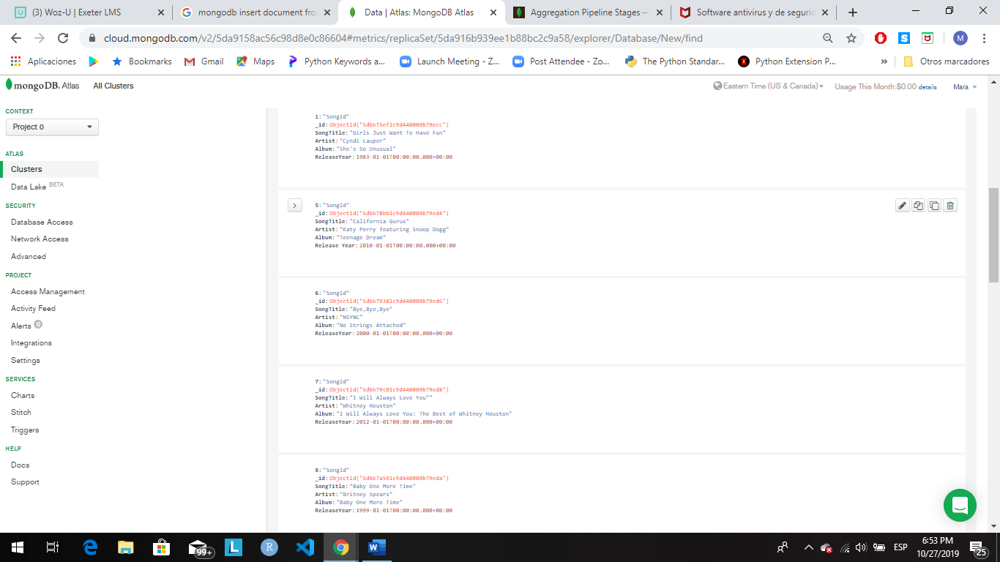 (3) Woz-U | Exeter LMS
mongodb insert document fro
Data | Atlas: MongoDB Atlas
Aggregation Pipeline Stages —
Software antivirus y de segurid
cloud.mongodb.com/v2/5da9158ac56c98d8e0c86604#metrics/replicaSet/5da916b939ee1b88bc2c9a58/explorer/Database/New/find
S
M
Aplicaciones
Bookmarks
Gmail
Maps
Python Keywords a...
Launch Meeting - Z...
Post Attendee - Zo...
The Python Standar...
Python Extension P...
»
Otros marcadores
mongoDB. Atlas
All Clusters
Eastern Time (US & Canada)
Usage This Month:$0.00 details
Mara
CONTEXT
Project 0
ATLAS
Clusters
Data Lake BETA
SECURITY
Database Access
Network Access
Advanced
PROJECT
Access Management
Activity Feed
Alerts 0
Integrations
Settings
SERVICES
Charts
Stitch
Triggers
HELP
Docs
Support
1: "SongId"
_id: ObjectId("5db675ef1c9d440000b79ecc")
SongTitle: "Girls Just Want To Have Fun"
Artist: "Cyndi Lauper"
Album: "She's So Unusual"
ReleaseYear: 1983-01-01T00:00:00.000+00:00
5: "SongId"
_id: ObjectId("5db678bb1c9d440000b79ed4")
SongTitle: "California Gurus"
Artist: "Katy Perry featuring Snoop Dogg"
Album: "Teenage Dream"
Release Year: 2010-01-01T00:00:00.000+00:00
6: "SongId"
_id: ObjectId("5db679381c9d440000b79ed6")
SongTitle: "Bye,Bye,Bye"
Artist: "NSYNC"
Album: "No Strings Attached"
ReleaseYear: 2000-01-01T00:00:00.000+00:00
7: "SongId"
_id: ObjectId("5db679c01c9d440000b79ed8")
SongTitle: "I Will Always Love You""
Artist: "Whitney Houston"
Album: "I Will Always Love You: The Best of Whitney Houston"
ReleaseYear: 2012-01-01T00:00:00.000+00:00
8: "SongId"
_id: ObjectId("5db67a591c9d440000b79eda")
SongTitle: "Baby One More Time"
Artist: "Britney Spears"
Album: "Baby One More Time"
ReleaseYear: 1999-01-01T00:00:00.000+00:00
99+
L
R
ESP
6:53 PM
10/27/2019
25